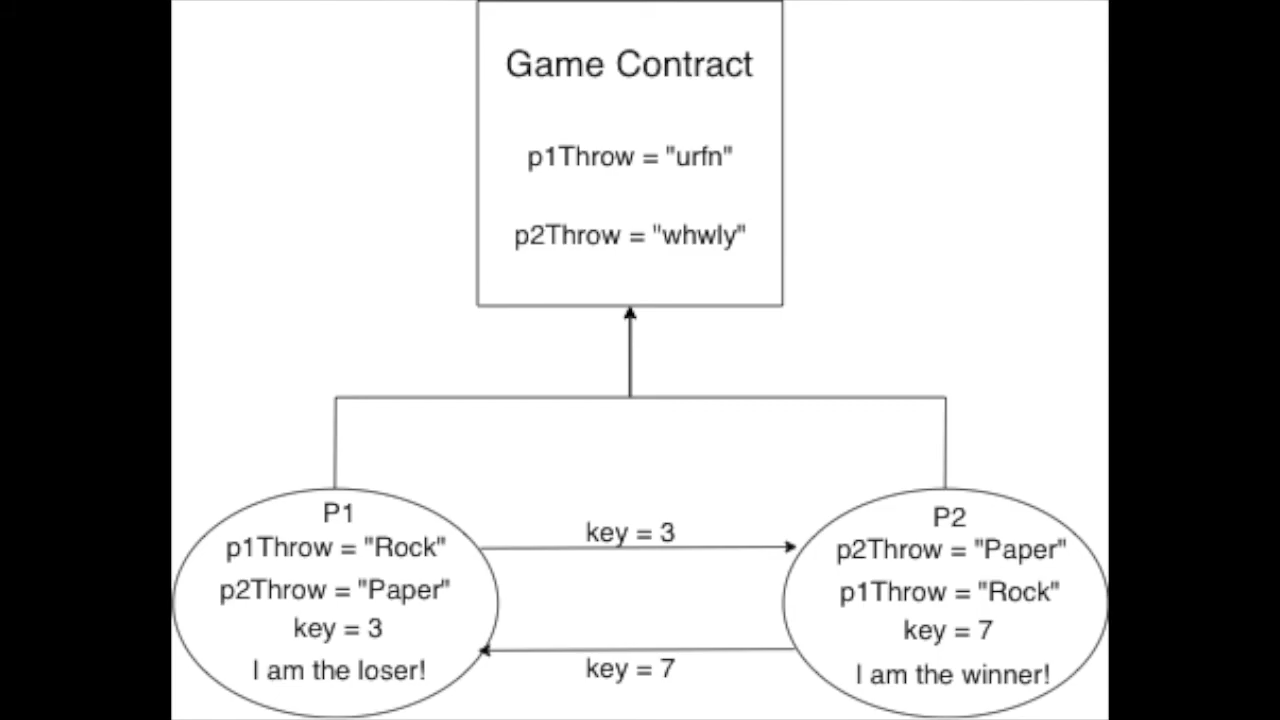 Game Contract
p1Throw = "urfn"
p2Throw = "whwly"
P1
p1Throw = "Rock"
p2Throw = "Paper"
key = 3
I am the loser!
key = 3
key = 7
P2
p2Throw = "Paper"
p1Throw = "Rock"
key = 7
I am the winner!